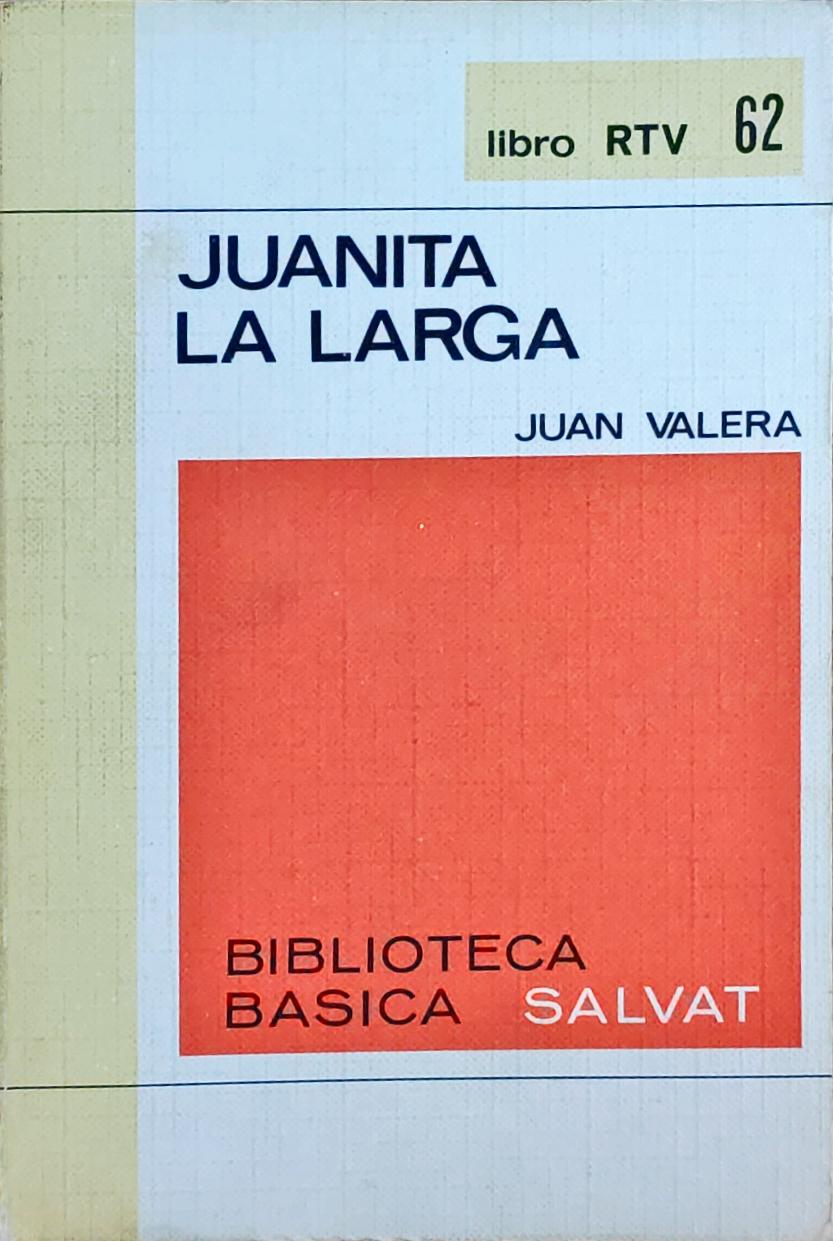 libro RTV 62
JUANITA
LA LARGA
JUAN VALERA
BIBLIOTECA
BASICA SALVAT